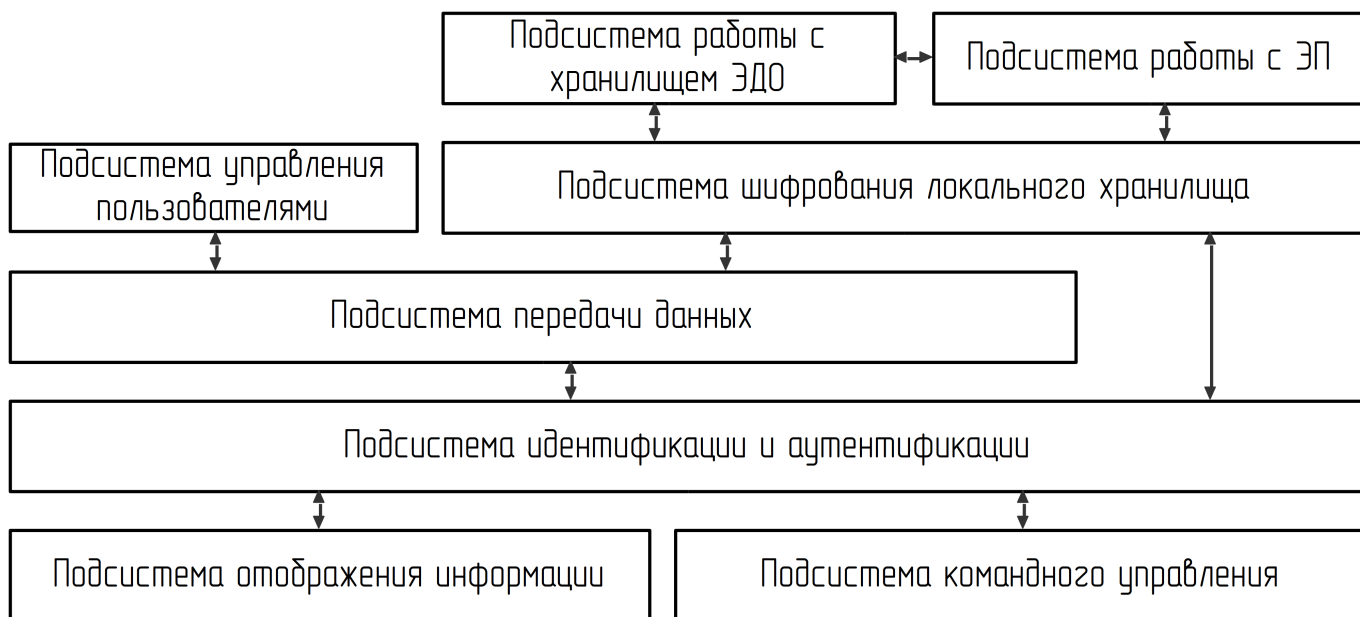 Подсистема работы с
хранилищем ЭДО
Подсистема работы с ЭП
Подсистема управления
пользователями
Подсистема шифрования локального хранилища
Подсистема передачи данных
Подсистема идентификации и аутентификации
Подсистема отображения информации
Подсистема командного управления